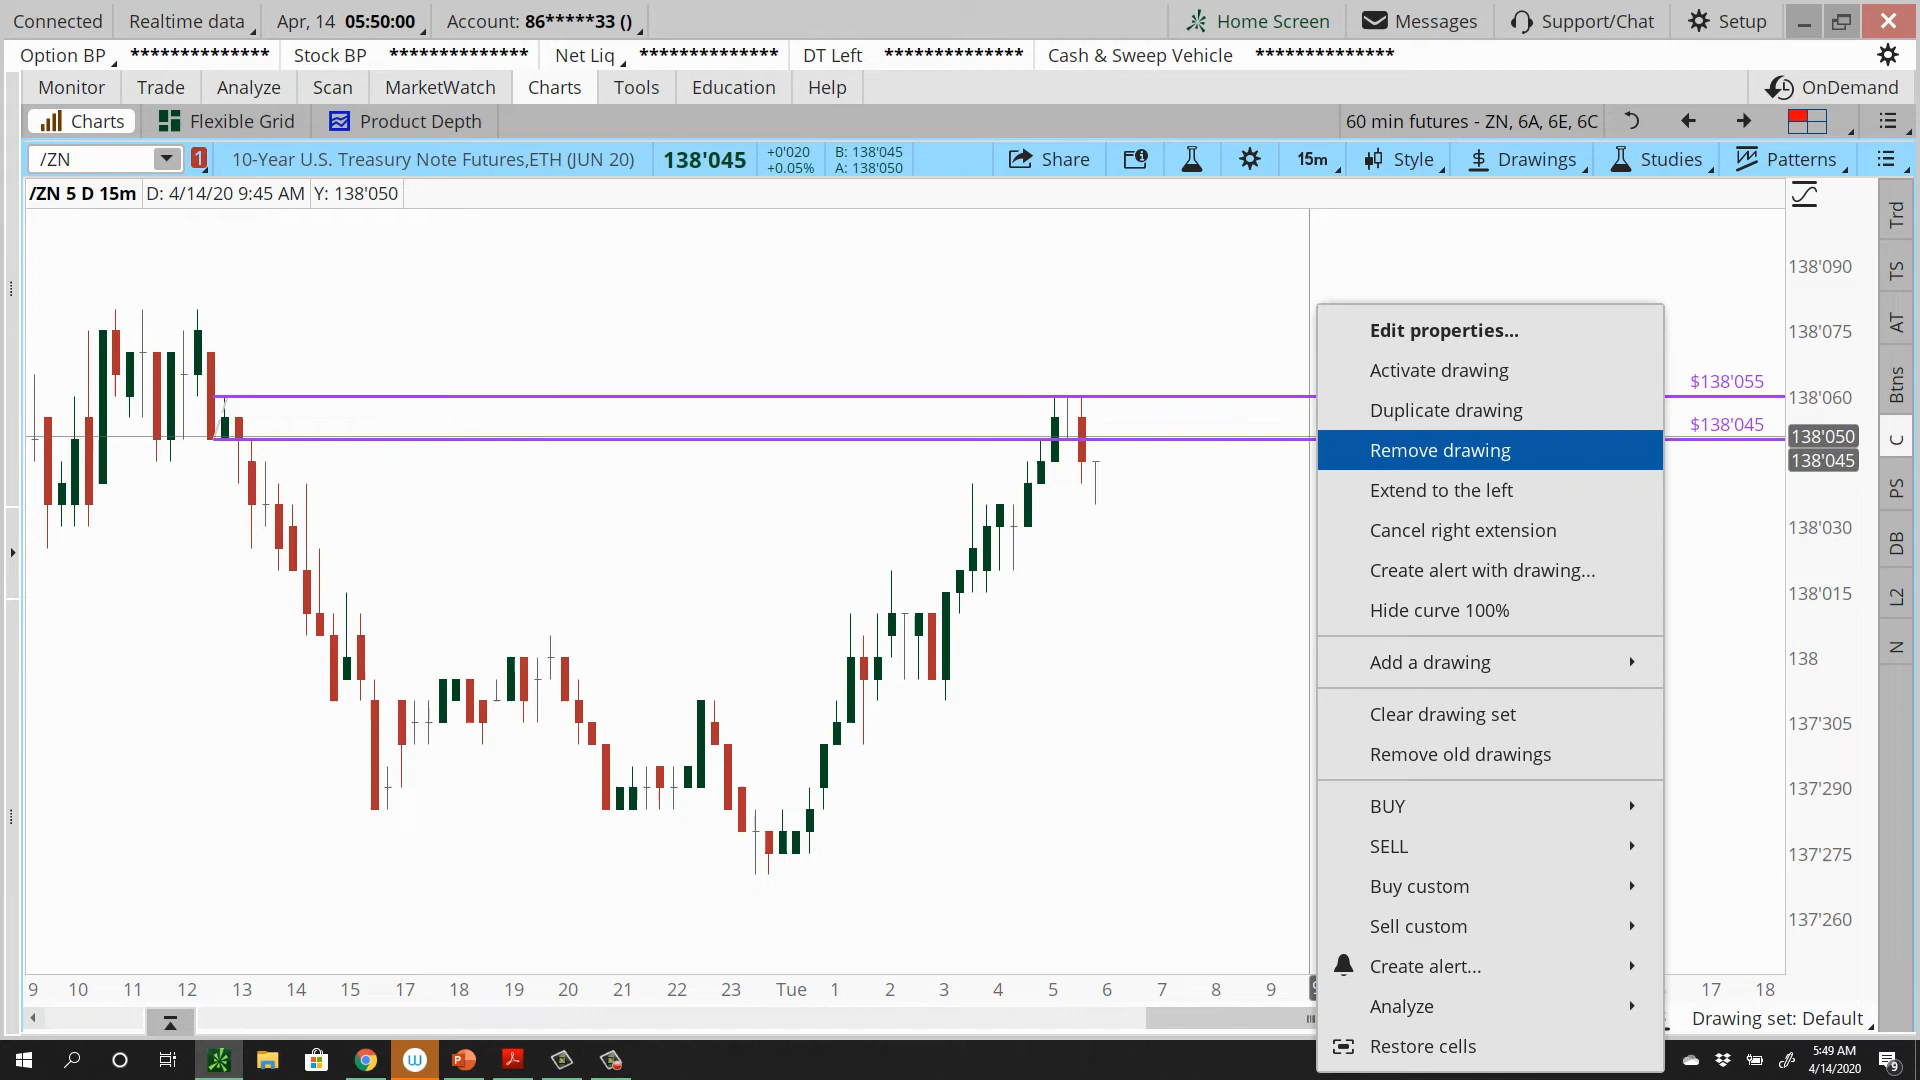 Connected Realtime data Apr, 14 05:50:00 Account: 86*****33 () Home Screen Messages Support/Chat Setup
Option BP ************** Stock BP ************** Net Liq ************** DT Left ************** Cash & Sweep Vehicle **************
Monitor Trade Analyze Scan MarketWatch Charts Tools Education Help OnDemand
Charts Flexible Grid Product Depth 60 min futures - ZN, 6A, 6E, 6C
/ZN 1 10-Year U.S. Treasury Note Futures,ETH (JUN 20) 138'045 +0'020 B: 138'045 Share 15m Style $ Drawings Studies Patterns
+0.05% A: 138'050
/ZN 5 D 15m D: 4/14/20 9:45 AM Y: 138'050
Trd
TS
AT
Btns
C
PS
DB
L2
N
138'090
138'075
$138'055
138'060
$138'045
138'050
138'045
138'030
138'015
138
137'305
137'290
137'275
137'260
Edit properties...
Activate drawing
Duplicate drawing
Remove drawing
Extend to the left
Cancel right extension
Create alert with drawing...
Hide curve 100%
Add a drawing
Clear drawing set
Remove old drawings
BUY
SELL
Buy custom
Sell custom
Create alert...
Analyze
Restore cells
9 10 11 12 13 14 15 17 18 19 20 21 22 23 Tue 1 2 3 4 5 6 7 8 9 17 18
Drawing set: Default
5:49 AM
4/14/2020
9